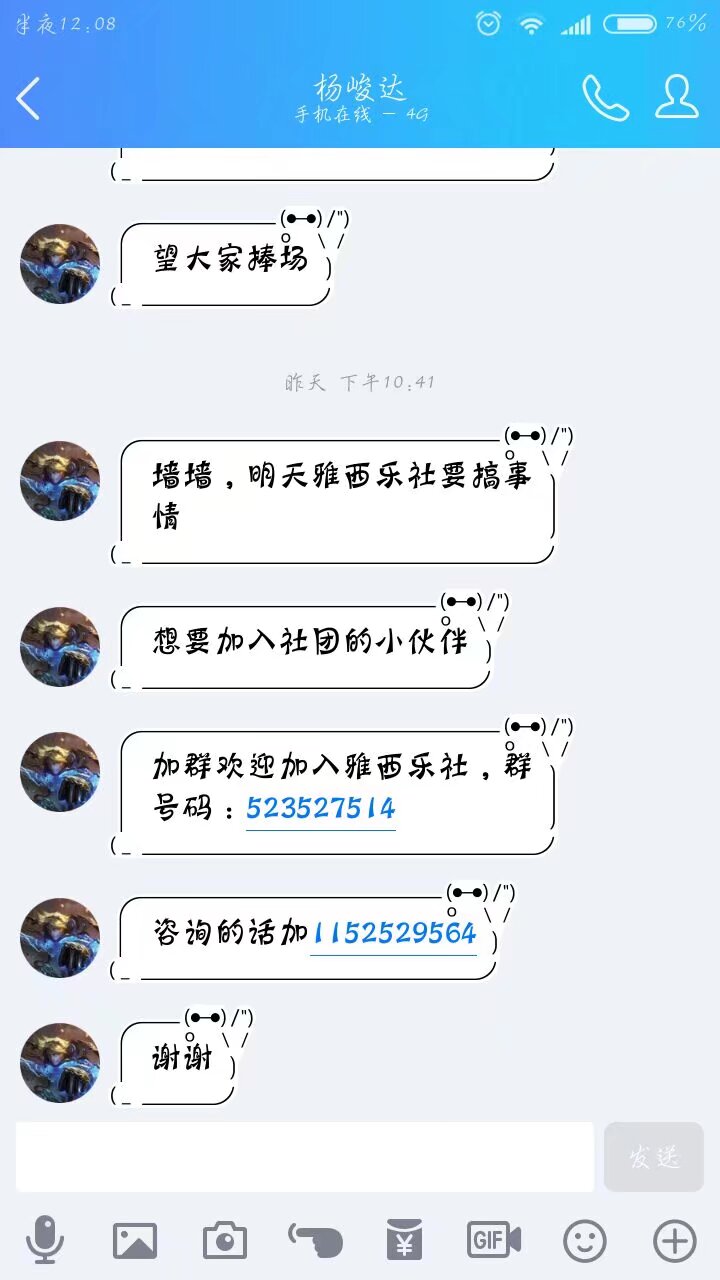 半夜12:08
76%
杨峻达
手机在线 - 4G
望大家捧场
昨天 下午10:41
墙墙，明天雅西乐社要搞事
情
想要加入社团的小伙伴
加群欢迎加入雅西乐社，群
号码：523527514
咨询的话加1152529564
谢谢
发送
GIF